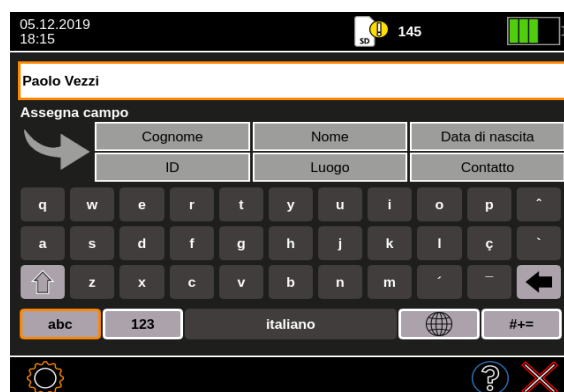 05.12.2019
18:15
SD
145
Paolo Vezzi
Assegna campo
Cognome Nome Data di nascita
ID Luogo Contatto
q w e r t y u i o p ˆ
a s d f g h j k l ç `
z x c v b n m ´ ¯
abc 123 italiano #+=